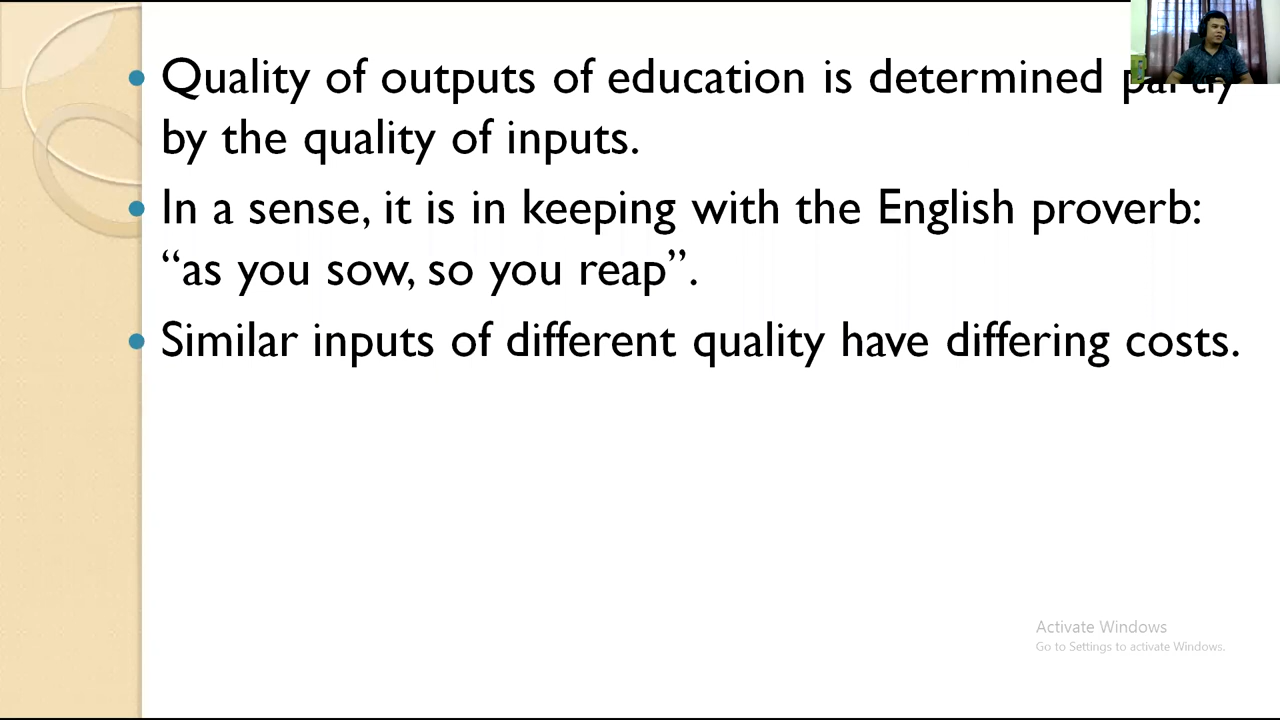 Quality of outputs of education is determined partly
by the quality of inputs.
In a sense, it is in keeping with the English proverb:
“as you sow, so you reap”.
Similar inputs of different quality have differing costs.
Activate Windows
Go to Settings to activate Windows.